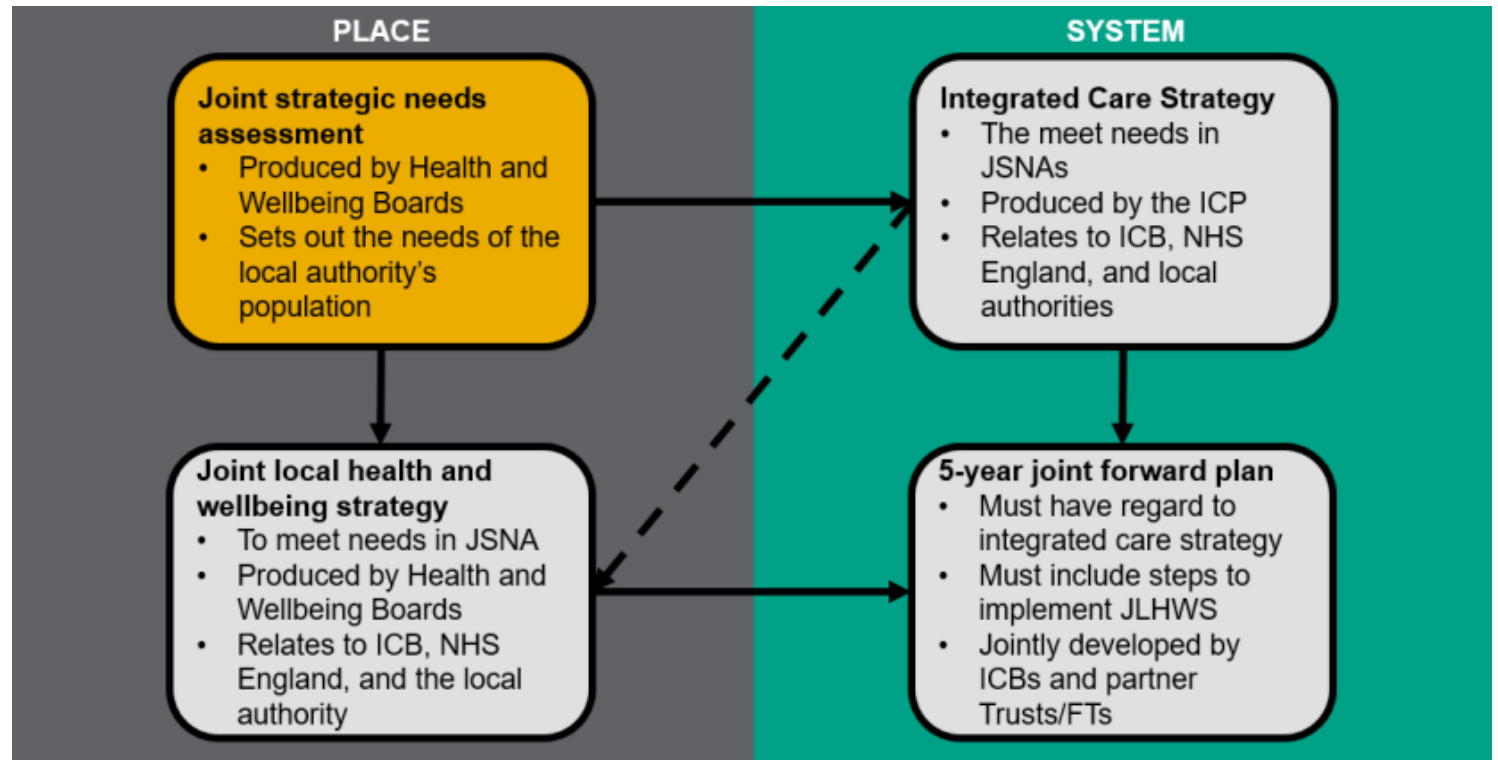 PLACE
Joint strategic needs
assessment
• Produced by Health and
Wellbeing Boards
• Sets out the needs of the
local authority’s
population
Joint local health and
wellbeing strategy
• To meet needs in JSNA
• Produced by Health and
Wellbeing Boards
• Relates to ICB, NHS
England, and the local
authority
SYSTEM
Integrated Care Strategy
• The meet needs in
JSNAs
• Produced by the ICP
• Relates to ICB, NHS
England, and local
authorities
5-year joint forward plan
• Must have regard to
integrated care strategy
• Must include steps to
implement JLHWS
• Jointly developed by
ICBs and partner
Trusts/FTs